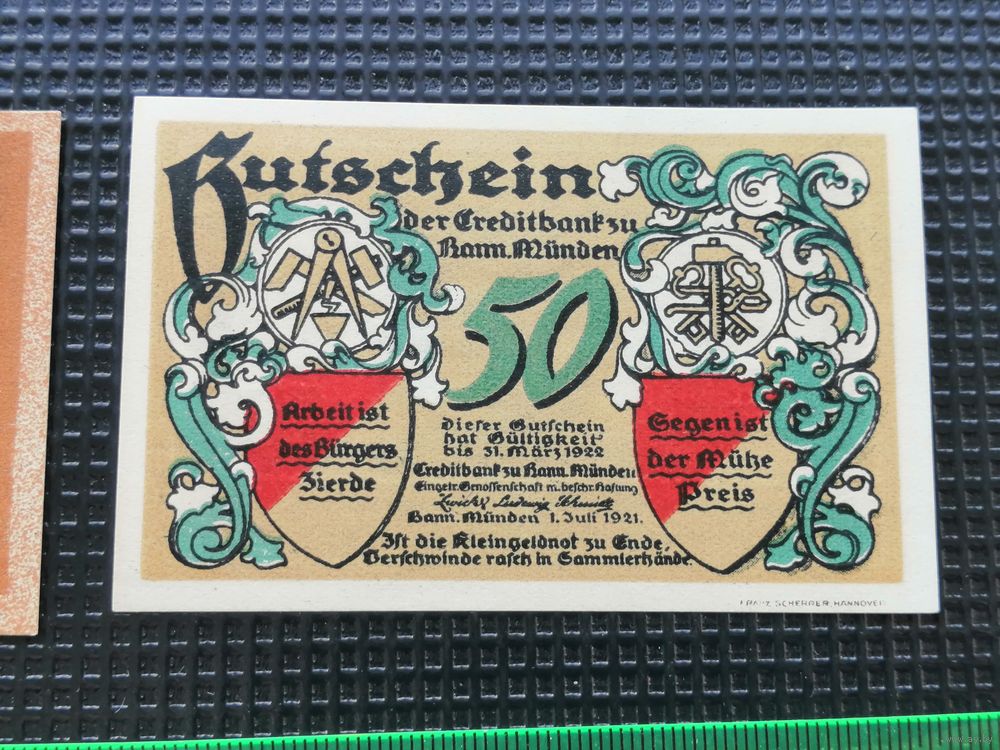 Gutschein
der Creditbank zu
Hann. Münden
50
Arbeit ist
des Bürgers
Zierde
Segen ist
der Mühe
Preis
Dieser Gutschein
hat Gültigkeit
bis 31. März 1922
Creditbank zu Hann. Münden
Eingetr. Genossenschaft m. beschr. Haftung
Ludwig Schmidt
Hann. Münden 1. Juli 1921.
Ist die Kleingeldnot zu Ende,
Verschwinde rasch in Sammlerhände.
FRANZ SCHERRER HANNOVER